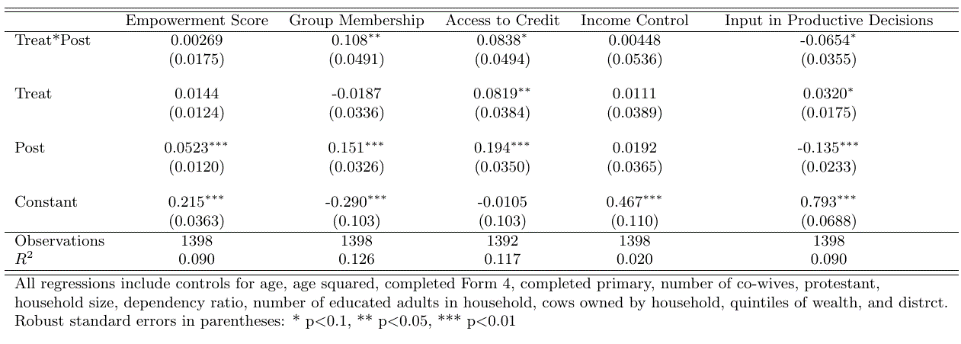 Empowerment Score Group Membership Access to Credit Income Control Input in Productive Decisions
Treat*Post 0.00269 0.108** 0.0838* 0.00448 -0.0654*
(0.0175) (0.0491) (0.0494) (0.0536) (0.0355)
Treat 0.0144 -0.0187 0.0819** 0.0111 0.0320*
(0.0124) (0.0336) (0.0384) (0.0389) (0.0175)
Post 0.0523*** 0.151*** 0.194*** 0.0192 -0.135***
(0.0120) (0.0326) (0.0350) (0.0365) (0.0233)
Constant 0.215*** -0.290*** -0.0105 0.467*** 0.793***
(0.0363) (0.103) (0.103) (0.110) (0.0688)
Observations 1398 1398 1392 1398 1398
R² 0.090 0.126 0.117 0.020 0.090
All regressions include controls for age, age squared, completed Form 4, completed primary, number of co-wives, protestant,
household size, dependency ratio, number of educated adults in household, cows owned by household, quintiles of wealth, and distrct.
Robust standard errors in parentheses: * p<0.1, ** p<0.05, *** p<0.01